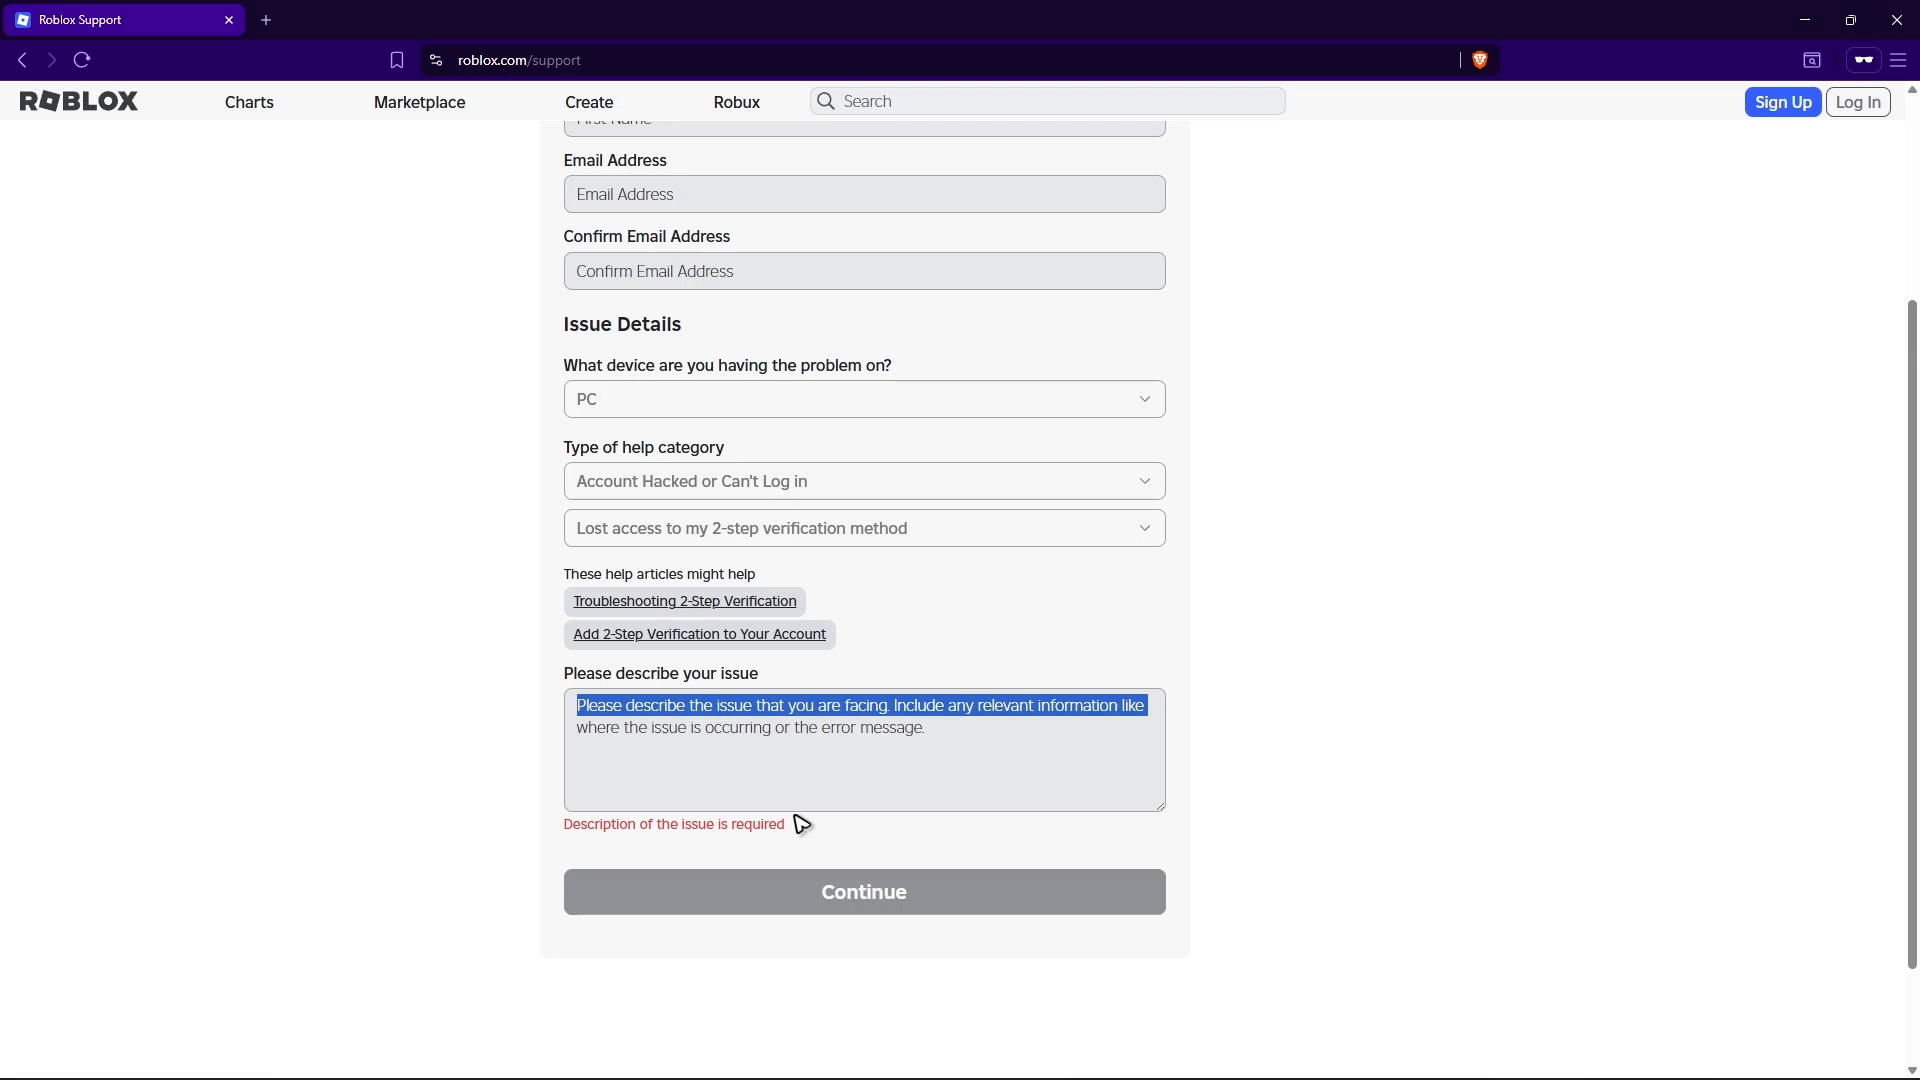 Roblox Support
roblox.com/support
ROBLOX
Charts
Marketplace
Create
Robux
Search
Sign Up
Log In
First Name
Email Address
Email Address
Confirm Email Address
Confirm Email Address
Issue Details
What device are you having the problem on?
PC
Type of help category
Account Hacked or Can't Log in
Lost access to my 2-step verification method
These help articles might help
Troubleshooting 2-Step Verification
Add 2-Step Verification to Your Account
Please describe your issue
Please describe the issue that you are facing. Include any relevant information like
where the issue is occurring or the error message.
Description of the issue is required
Continue